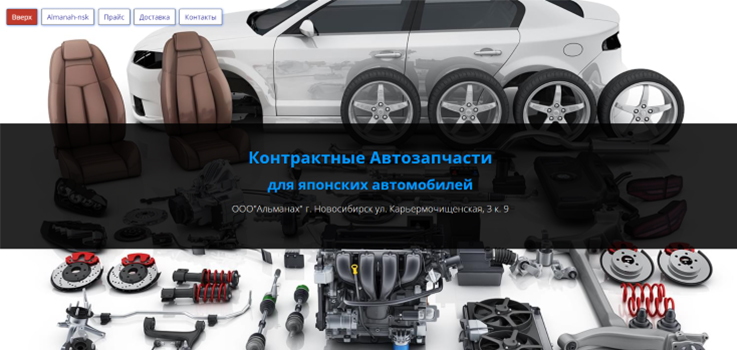 Вверх
Almanah-nsk
Прайс
Доставка
Контакты
Контрактные Автозапчасти
для японских автомобилей
ООО"Альманах" г. Новосибирск ул. Карьермочищенская, 3 к. 9